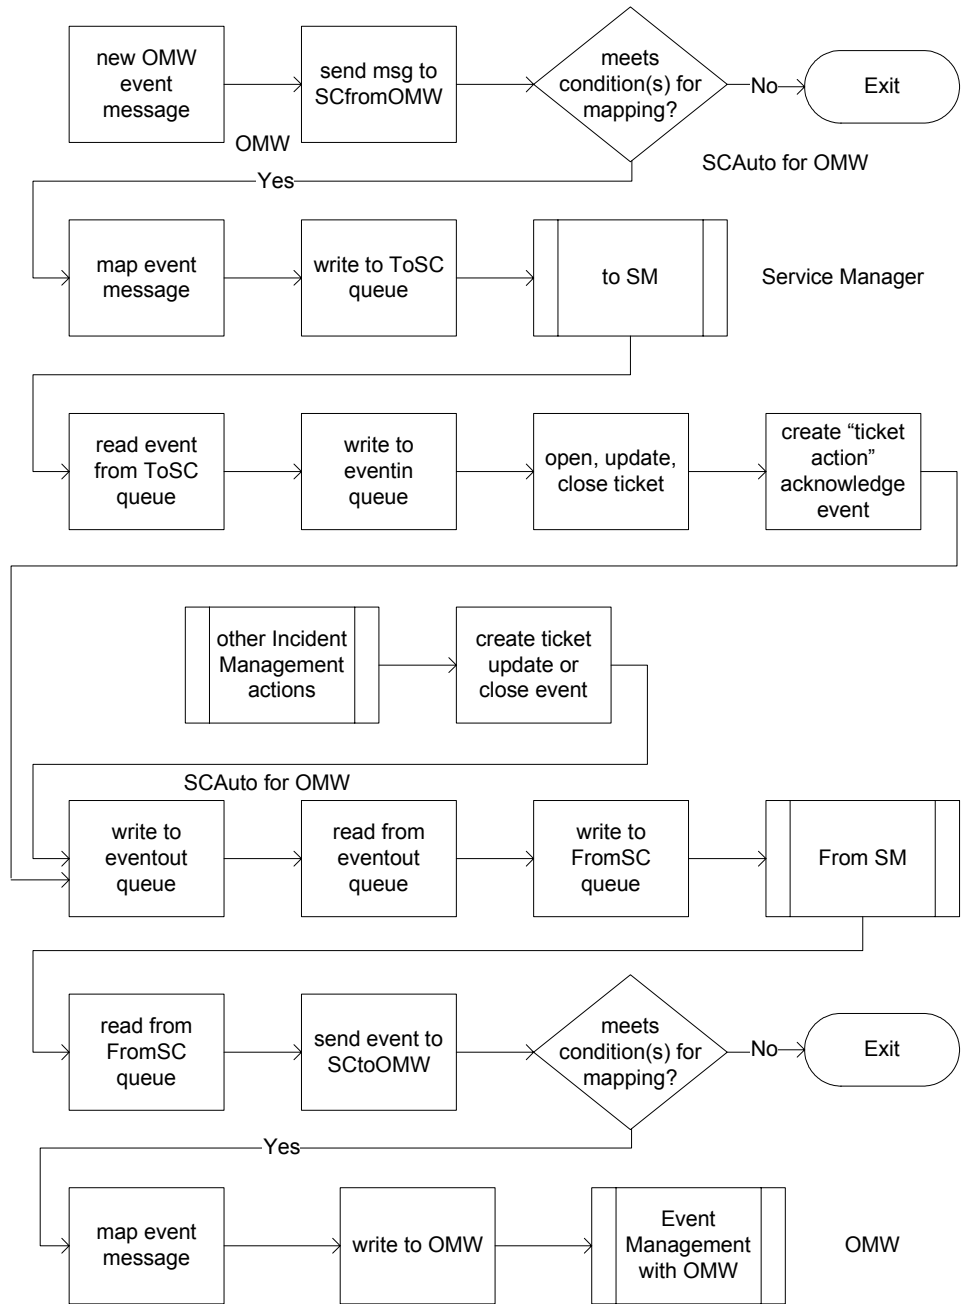 new OMW
event
message
send msg to
SCfromOMW
meets
condition(s) for
mapping?
No
Exit
OMW
SCAuto for OMW
Yes
map event
message
write to ToSC
queue
to SM
Service Manager
read event
from ToSC
queue
write to
eventin
queue
open, update,
close ticket
create “ticket
action”
acknowledge
event
other Incident
Management
actions
create ticket
update or
close event
SCAuto for OMW
write to
eventout
queue
read from
eventout
queue
write to
FromSC
queue
From SM
read from
FromSC
queue
send event to
SCtoOMW
meets
condition(s) for
mapping?
No
Exit
Yes
map event
message
write to OMW
Event
Management
with OMW
OMW